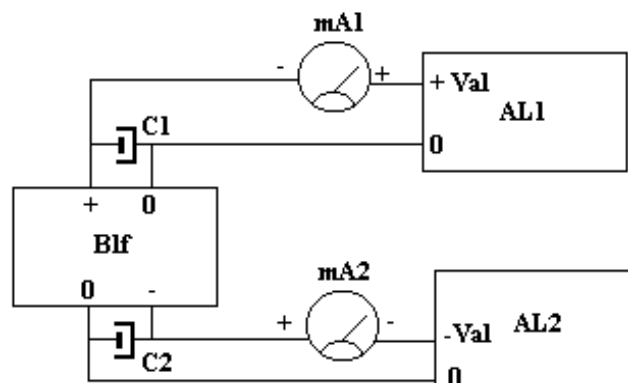 mA1
- +
+ Val
AL1
C1
0
+ 0
Blf
0 -
mA2
+ -
-Val
AL2
C2
0